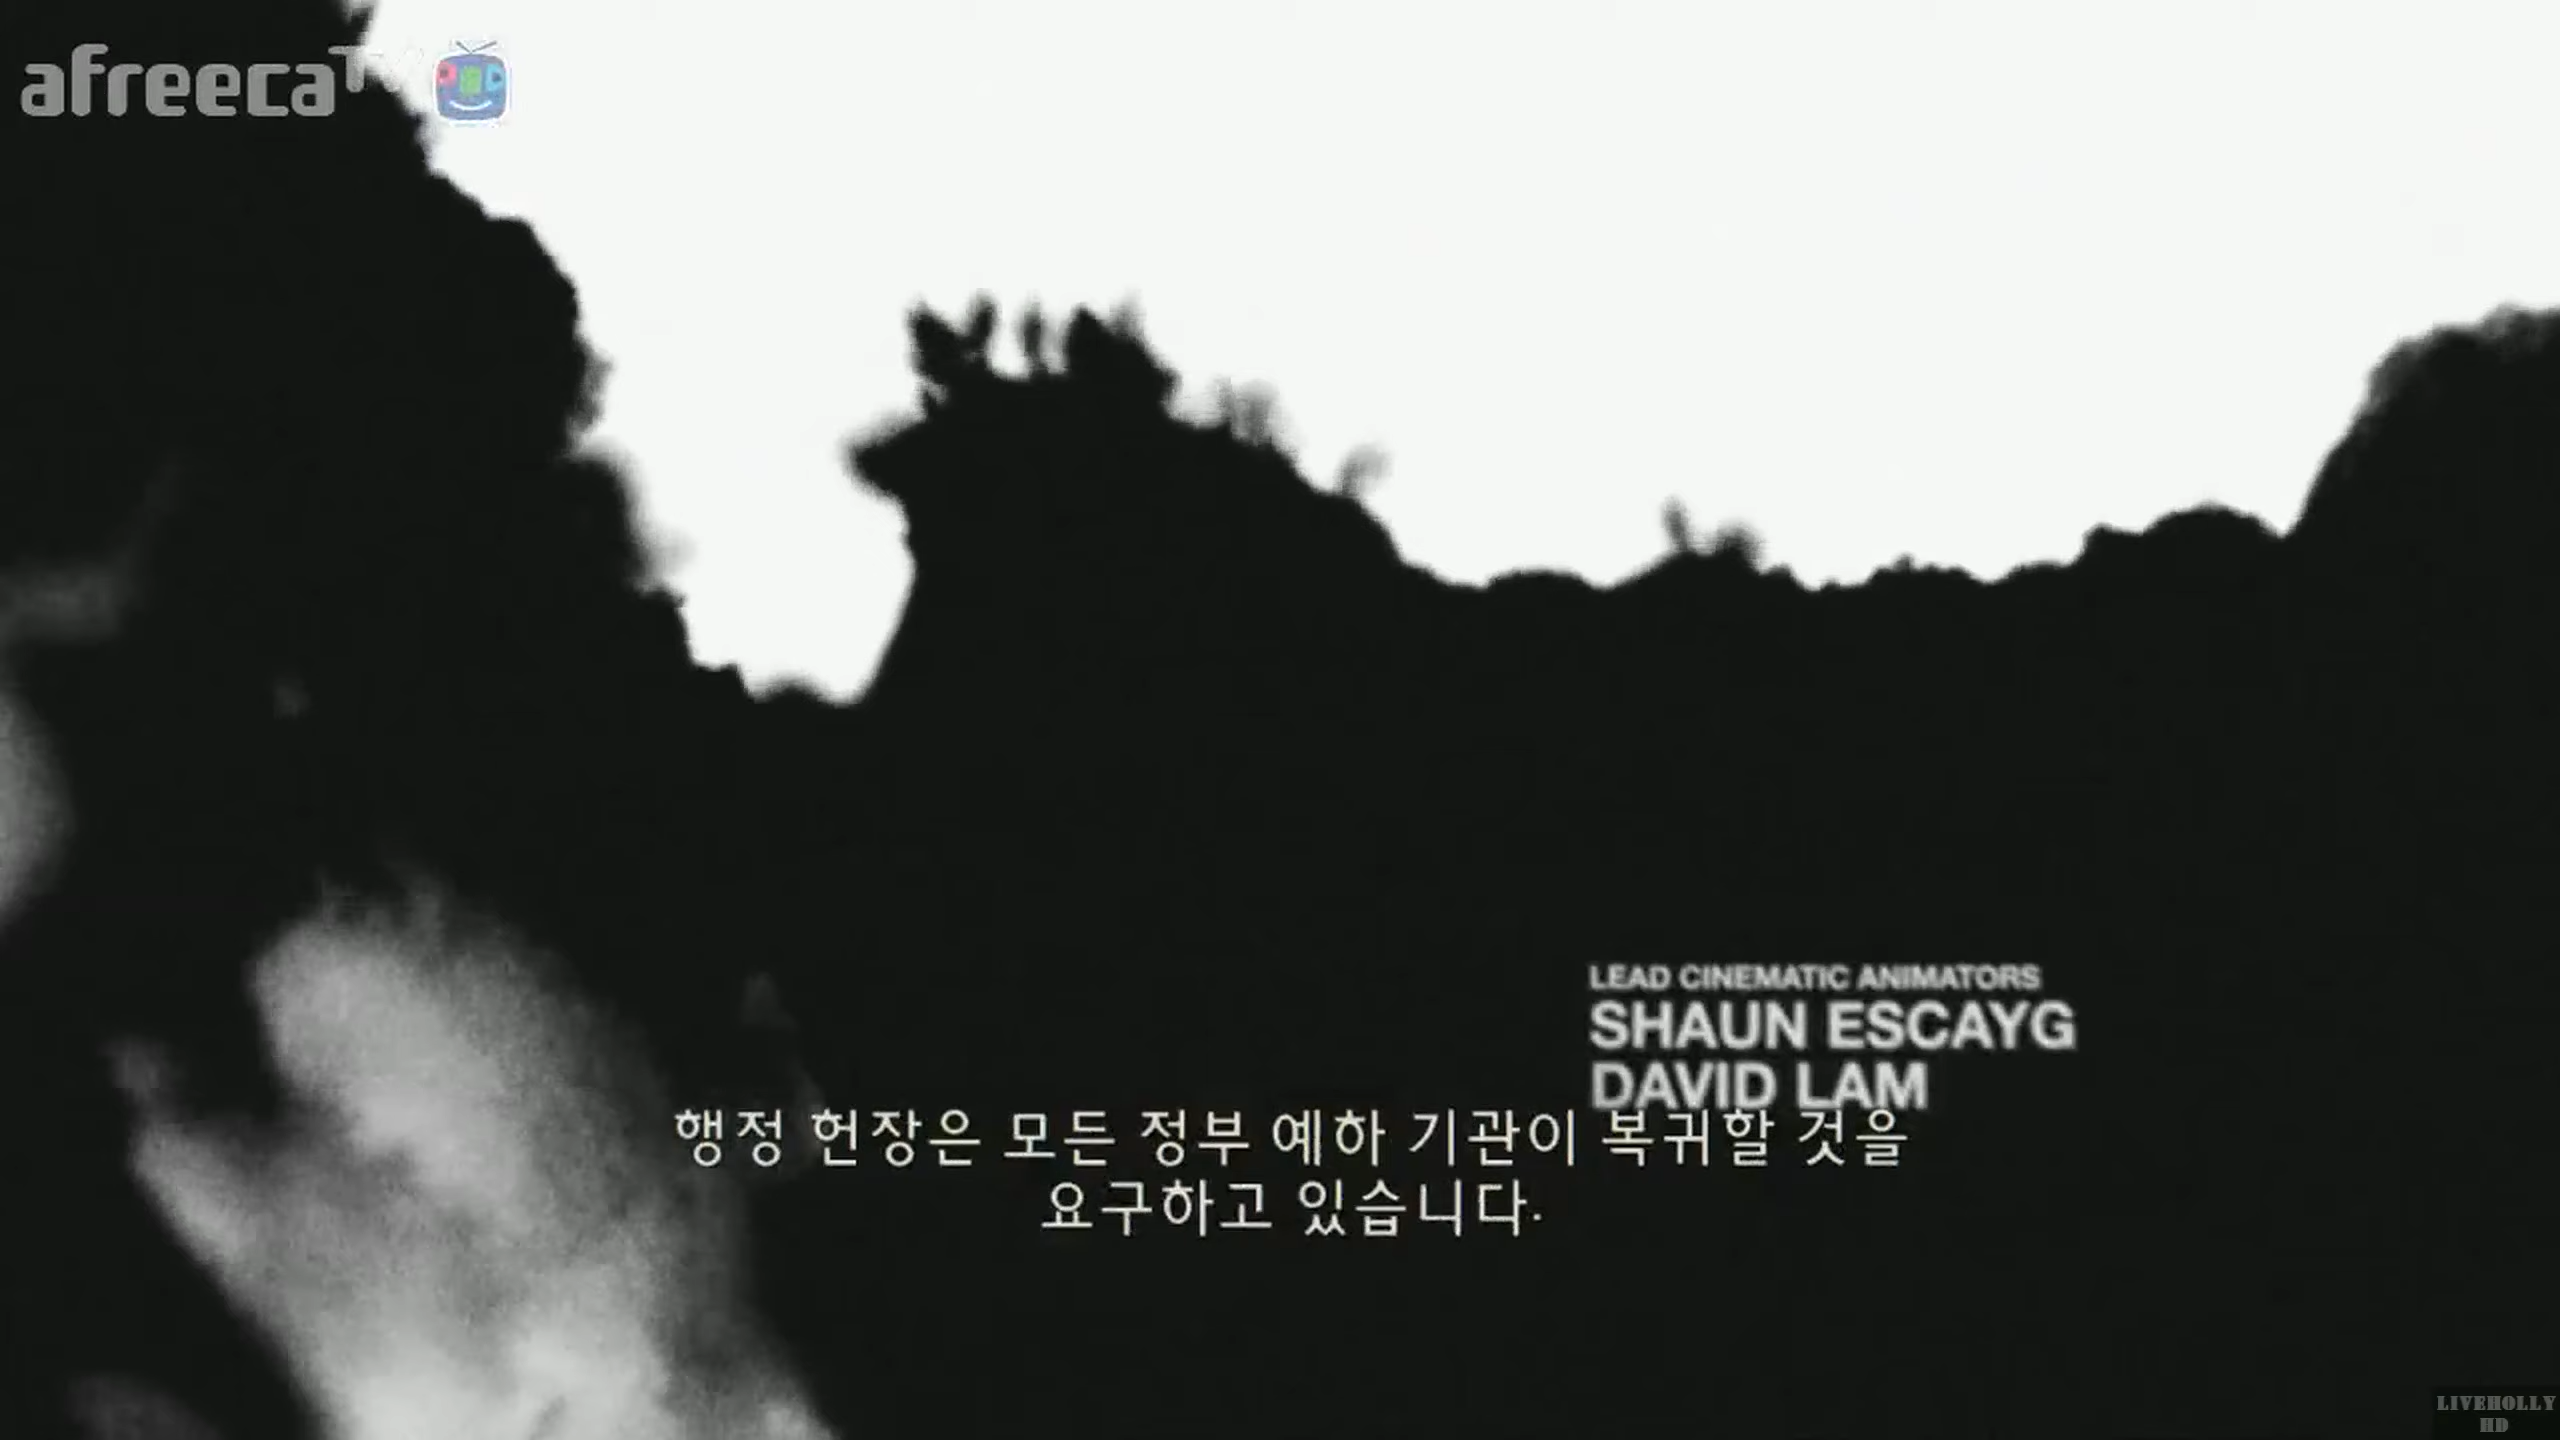 afreecaTV
LEAD CINEMATIC ANIMATORS
SHAUN ESCAYG
DAVID LAM
행정 헌장은 모든 정부 예하 기관이 복귀할 것을
요구하고 있습니다.
LIVEHOLLY
HD